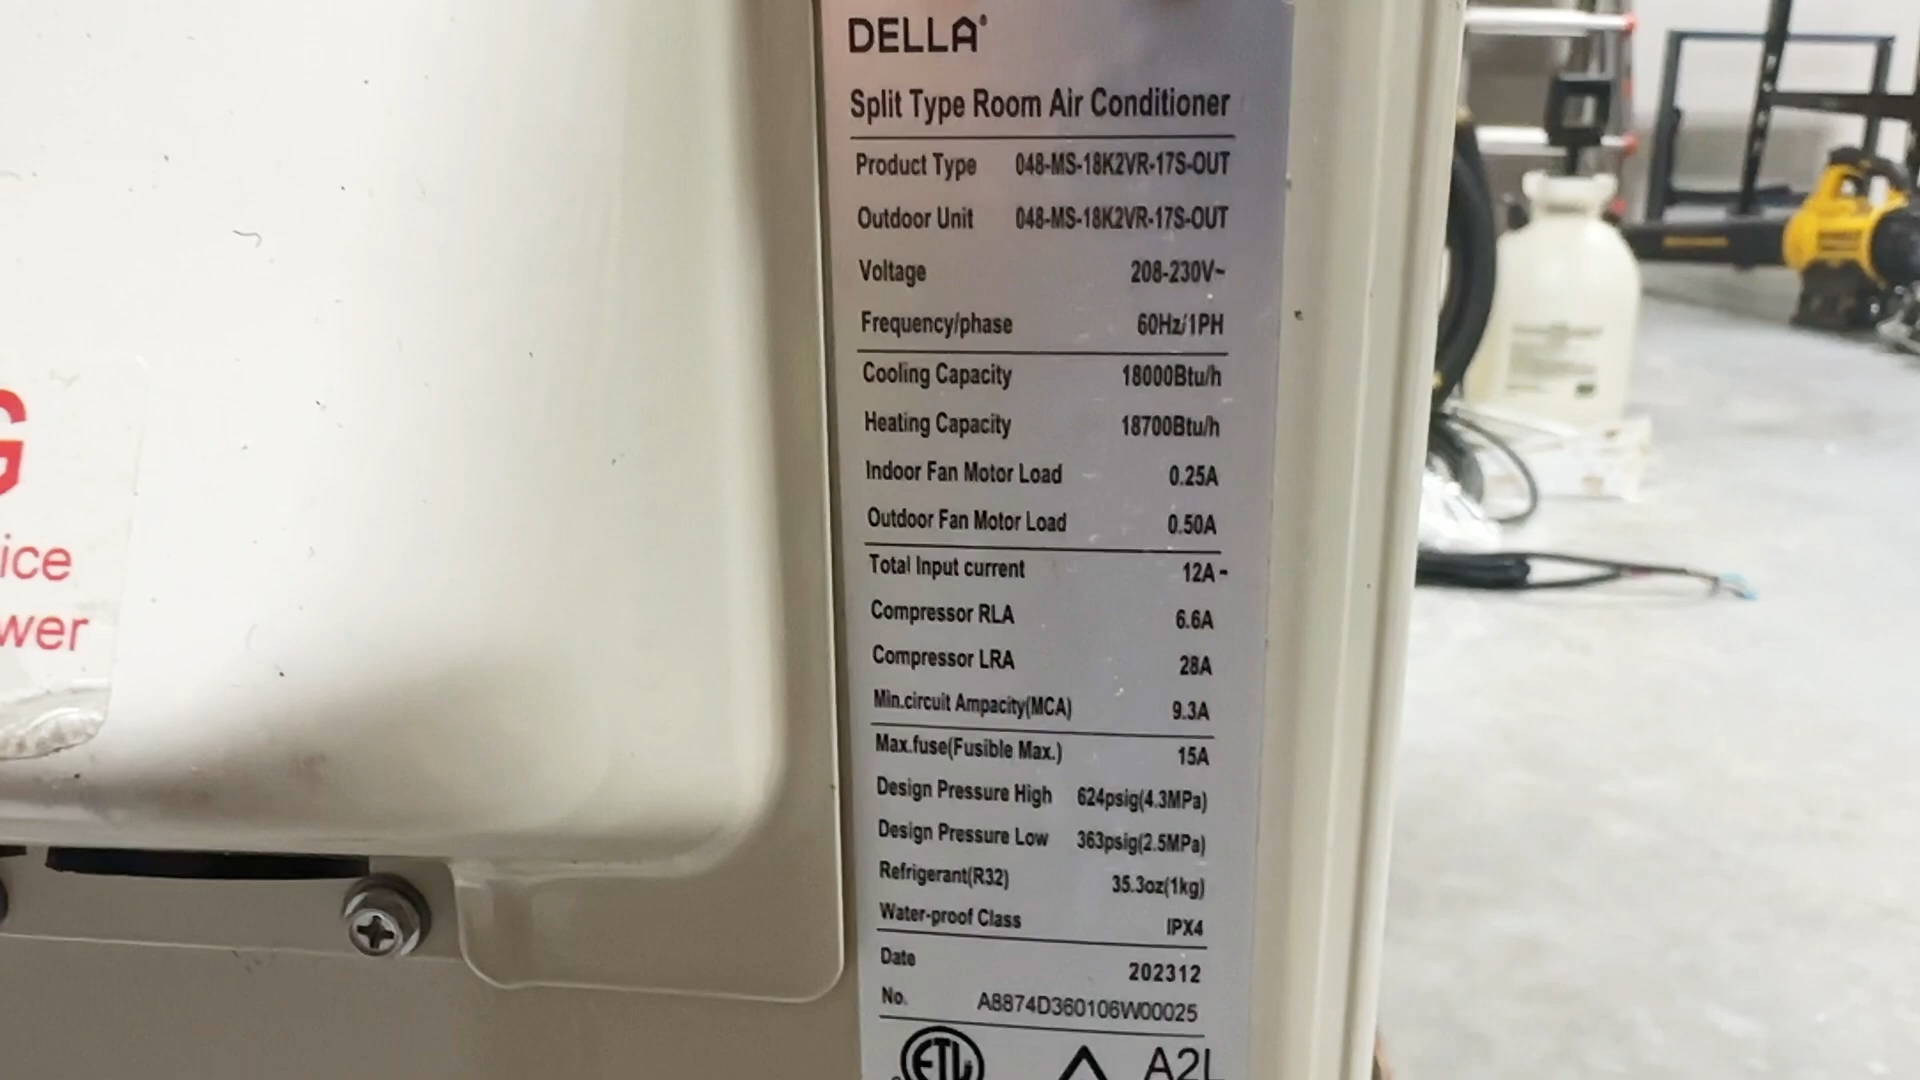 DELLA®
Split Type Room Air Conditioner
Product Type 048-MS-18K2VR-17S-OUT
Outdoor Unit 048-MS-18K2VR-17S-OUT
Voltage 208-230V~
Frequency/phase 60Hz/1PH
Cooling Capacity 18000Btu/h
Heating Capacity 18700Btu/h
Indoor Fan Motor Load 0.25A
Outdoor Fan Motor Load 0.50A
Total Input current 12A-
Compressor RLA 6.6A
Compressor LRA 28A
Min.circuit Ampacity(MCA) 9.3A
Max.fuse(Fusible Max.) 15A
Design Pressure High 624psig(4.3MPa)
Design Pressure Low 363psig(2.5MPa)
Refrigerant(R32) 35.3oz(1kg)
Water-proof Class IPX4
Date 202312
No. A8874D360106W00025
ETL A2L
G
ice
wer